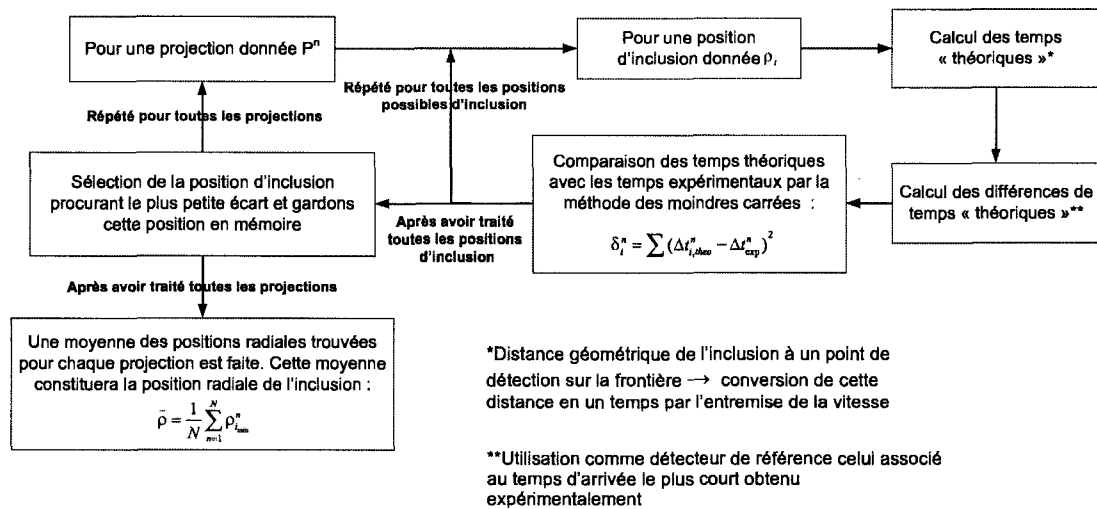 Pour une projection donnée Pⁿ
Pour une position
d'inclusion donnée ρᵢ
Calcul des temps
« théoriques »*
Répété pour toutes les positions
possibles d'inclusion
Répété pour toutes les projections
Sélection de la position d'inclusion
procurant le plus petite écart et gardons
cette position en mémoire
Après avoir traité
toutes les positions
d'inclusion
Comparaison des temps théoriques
avec les temps expérimentaux par la
méthode des moindres carrées :
δᵢⁿ = ∑ (Δtⁿ_{i,theo} − Δtⁿ_{exp})²
Calcul des différences de
temps « théoriques »**
Après avoir traité toutes les projections
Une moyenne des positions radiales trouvées
pour chaque projection est faite. Cette moyenne
constituera la position radiale de l'inclusion :
ρ̄ = 1/N ∑_{n=1}^{N} ρⁿ_{i_{min}}
*Distance géométrique de l'inclusion à un point de
détection sur la frontière → conversion de cette
distance en un temps par l'entremise de la vitesse
**Utilisation comme détecteur de référence celui associé
au temps d'arrivée le plus court obtenu
expérimentalement